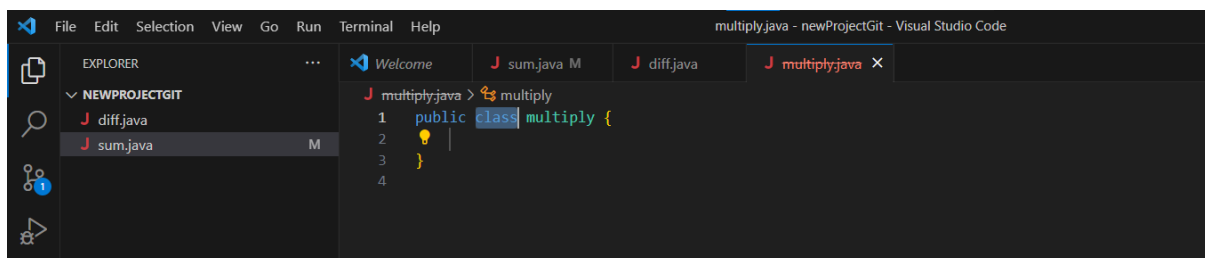 File Edit Selection View Go Run Terminal Help multiply.java - newProjectGit - Visual Studio Code
EXPLORER ... Welcome J sum.java M J diff.java J multiply.java
NEWPROJECTGIT J multiply.java > multiply
J diff.java
J sum.java M
1 public class multiply {
2
3 }
4
1